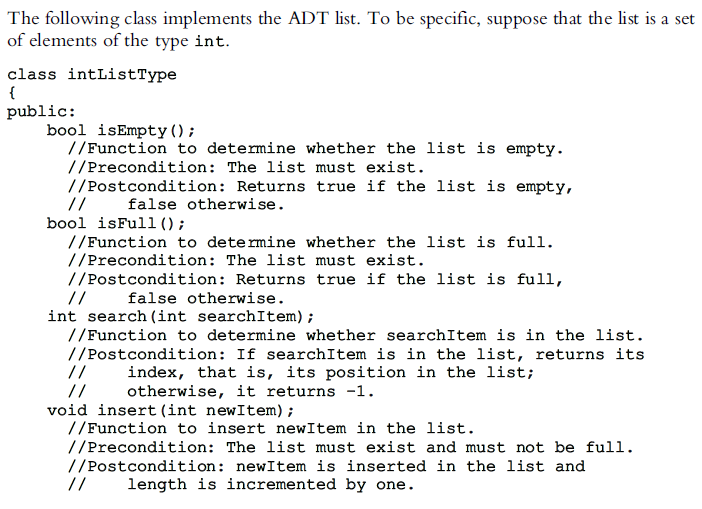 The following class implements the ADT list. To be specific, suppose that the list is a set
of elements of the type int.
class intListType
{
public:
    bool isEmpty();
      //Function to determine whether the list is empty.
      //Precondition: The list must exist.
      //Postcondition: Returns true if the list is empty,
      //    false otherwise.
    bool isFull();
      //Function to determine whether the list is full.
      //Precondition: The list must exist.
      //Postcondition: Returns true if the list is full,
      //    false otherwise.
    int search(int searchItem);
      //Function to determine whether searchItem is in the list.
      //Postcondition: If searchItem is in the list, returns its
      //    index, that is, its position in the list;
      //    otherwise, it returns -1.
    void insert(int newItem);
      //Function to insert newItem in the list.
      //Precondition: The list must exist and must not be full.
      //Postcondition: newItem is inserted in the list and
      //    length is incremented by one.